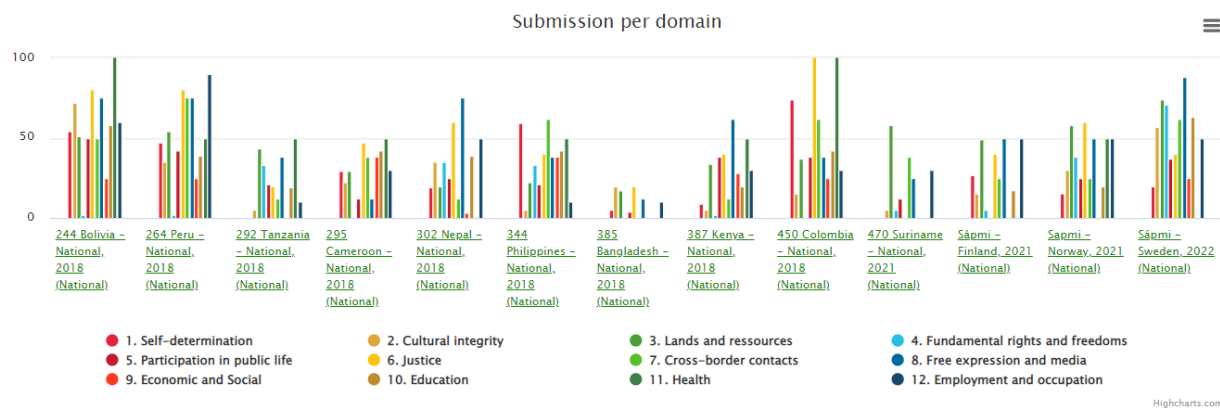 Submission per domain
100
50
0
244 Bolivia –
National,
2018
(National)
264 Peru –
National,
2018
(National)
292 Tanzania
– National,
2018
(National)
295
Cameroon –
National,
2018
(National)
302 Nepal –
National,
2018
(National)
344
Philippines –
National,
2018
(National)
385
Bangladesh –
National,
2018
(National)
387 Kenya –
National,
2018
(National)
450 Colombia
– National,
2018
(National)
470 Suriname
– National,
2021
(National)
Sápmi –
Finland, 2021
(National)
Sapmi –
Norway, 2021
(National)
Sápmi –
Sweden, 2022
(National)
1. Self-determination
2. Cultural integrity
3. Lands and ressources
4. Fundamental rights and freedoms
5. Participation in public life
6. Justice
7. Cross-border contacts
8. Free expression and media
9. Economic and Social
10. Education
11. Health
12. Employment and occupation
Highcharts.com